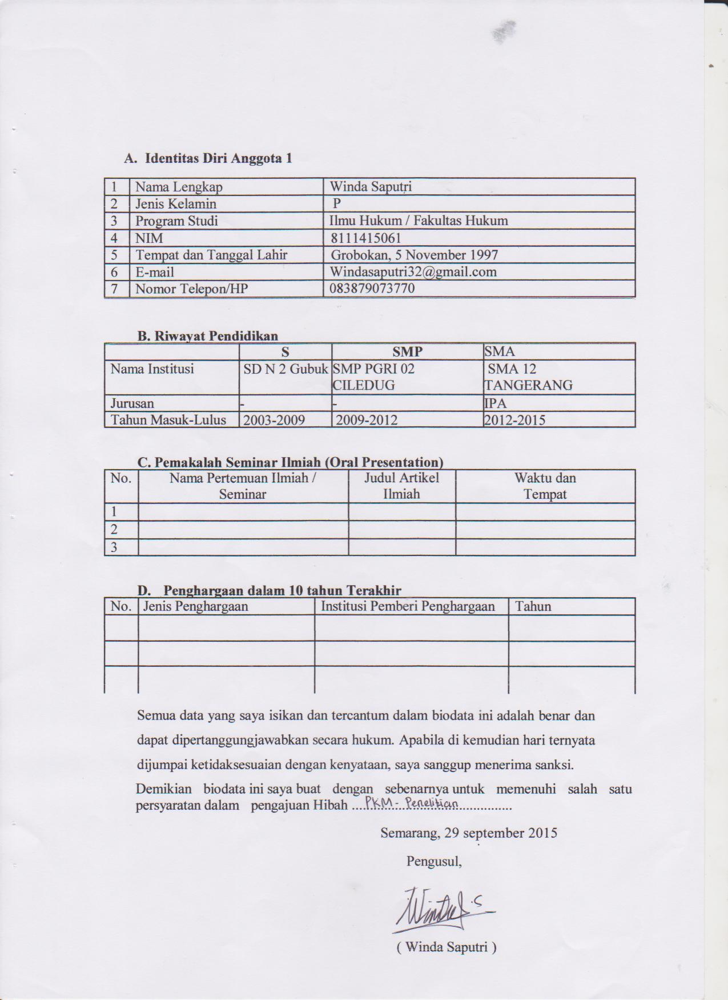 A. Identitas Diri Anggota 1
1 Nama Lengkap Winda Saputri
2 Jenis Kelamin P
3 Program Studi Ilmu Hukum / Fakultas Hukum
4 NIM 8111415061
5 Tempat dan Tanggal Lahir Grobokan, 5 November 1997
6 E-mail Windasaputri32@gmail.com
7 Nomor Telepon/HP 083879073770
B. Riwayat Pendidikan
S SMP SMA
Nama Institusi SD N 2 Gubuk SMP PGRI 02 SMA 12
CILEDUG TANGERANG
Jurusan - - IPA
Tahun Masuk-Lulus 2003-2009 2009-2012 2012-2015
C. Pemakalah Seminar Ilmiah (Oral Presentation)
No. Nama Pertemuan Ilmiah / Judul Artikel Waktu dan
Seminar Ilmiah Tempat
1
2
3
D. Penghargaan dalam 10 tahun Terakhir
No. Jenis Penghargaan Institusi Pemberi Penghargaan Tahun
Semua data yang saya isikan dan tercantum dalam biodata ini adalah benar dan
dapat dipertanggungjawabkan secara hukum. Apabila di kemudian hari ternyata
dijumpai ketidaksesuaian dengan kenyataan, saya sanggup menerima sanksi.
Demikian biodata ini saya buat dengan sebenarnya untuk memenuhi salah satu
persyaratan dalam pengajuan Hibah ....PKM - Penelitian..............
Semarang, 29 september 2015
Pengusul,
Winda S
( Winda Saputri )